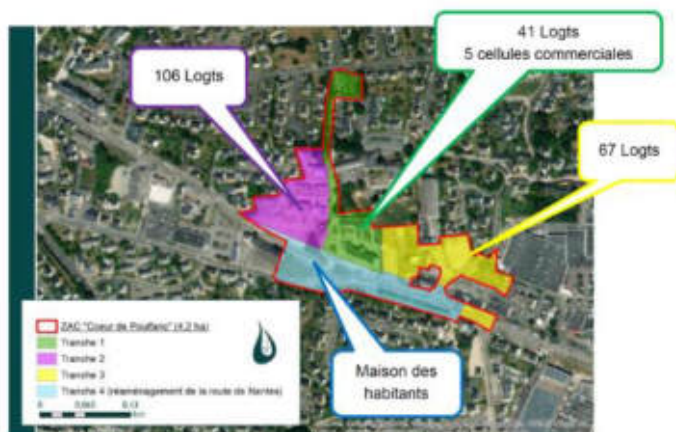 41 Logts
5 cellules commerciales
106 Logts
67 Logts
ZAC "Coeur de Poulfanc" (4,2 ha)
Tranche 1
Tranche 2
Tranche 3
Tranche 4 (réaménagement de la route de Nantes)
Maison des
habitants